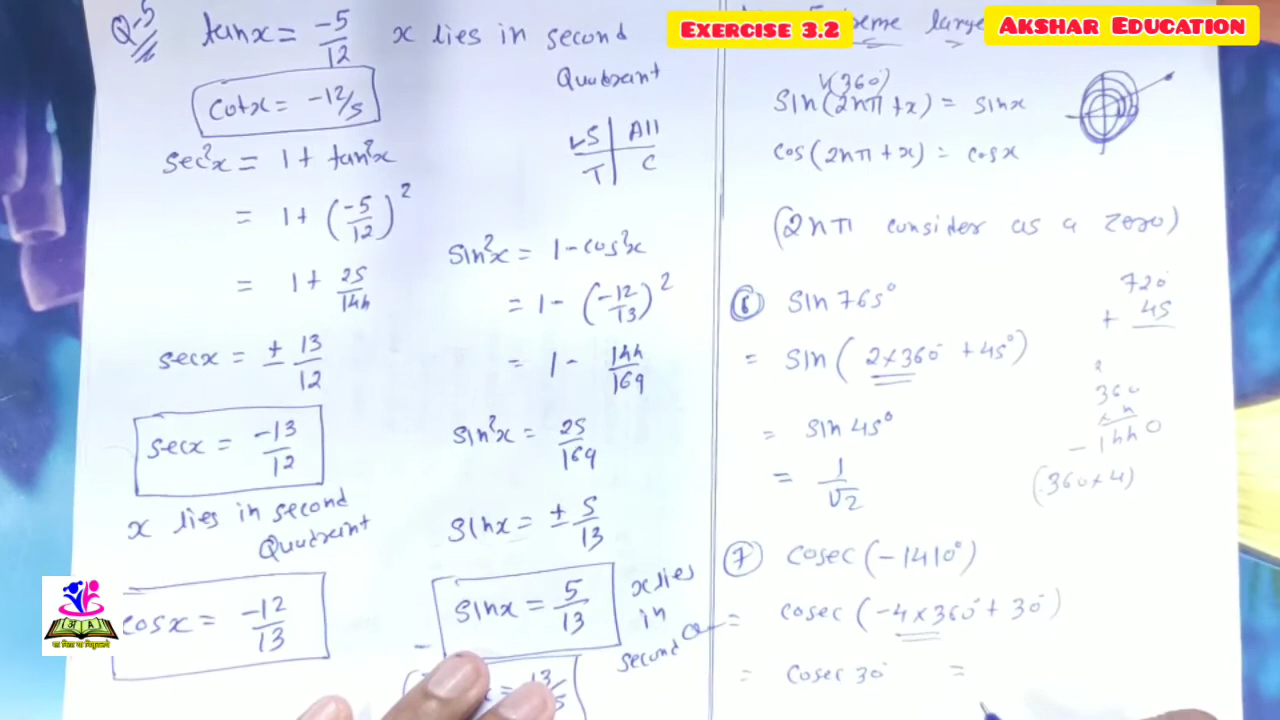 EXERCISE 3.2
Akshar Education
Q-5 tanx = -5/12 x lies in second
Quadrant
cotx = -12/5
S | All
T | C
sec²x = 1 + tan²x
= 1 + (-5/12)²
= 1 + 25/144
secx = ± 13/12
secx = -13/12
x lies in second
Quadrant
cosx = -12/13
sin²x = 1 - cos²x
= 1 - (-12/13)²
= 1 - 144/169
sin²x = 25/169
sinx = ± 5/13
sinx = 5/13
x lies
in
second Q
large
(360°)
sin(2nπ + x) = sinx
cos(2nπ + x) = cosx
(2nπ consider as a zero)
⑥ sin 765°
= sin(2×360° + 45°)
= sin 45°
= 1/√2
720
+ 45
360
× 4
- 1440
(360×4)
⑦ cosec(-1410°)
= cosec(-4×360° + 30°)
= cosec 30° =